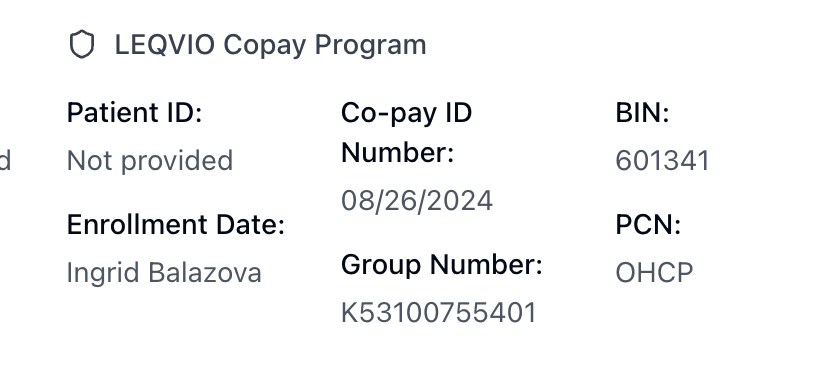 LEQVIO Copay Program
Patient ID:
Not provided
Enrollment Date:
Ingrid Balazova
Co-pay ID
Number:
08/26/2024
Group Number:
K53100755401
BIN:
601341
PCN:
OHCP